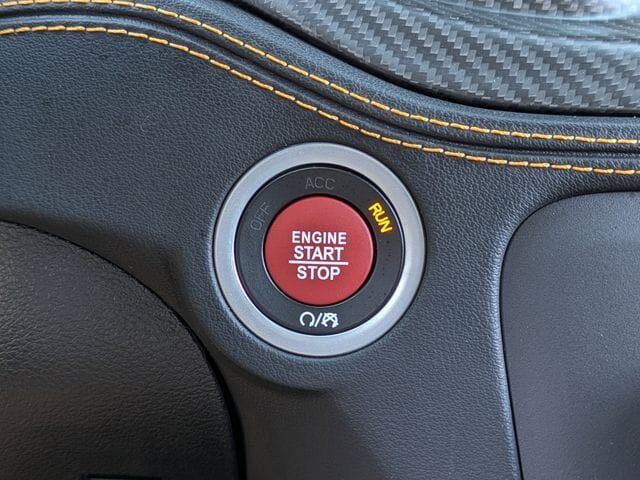 ACC
OFF
RUN
ENGINE
START
STOP